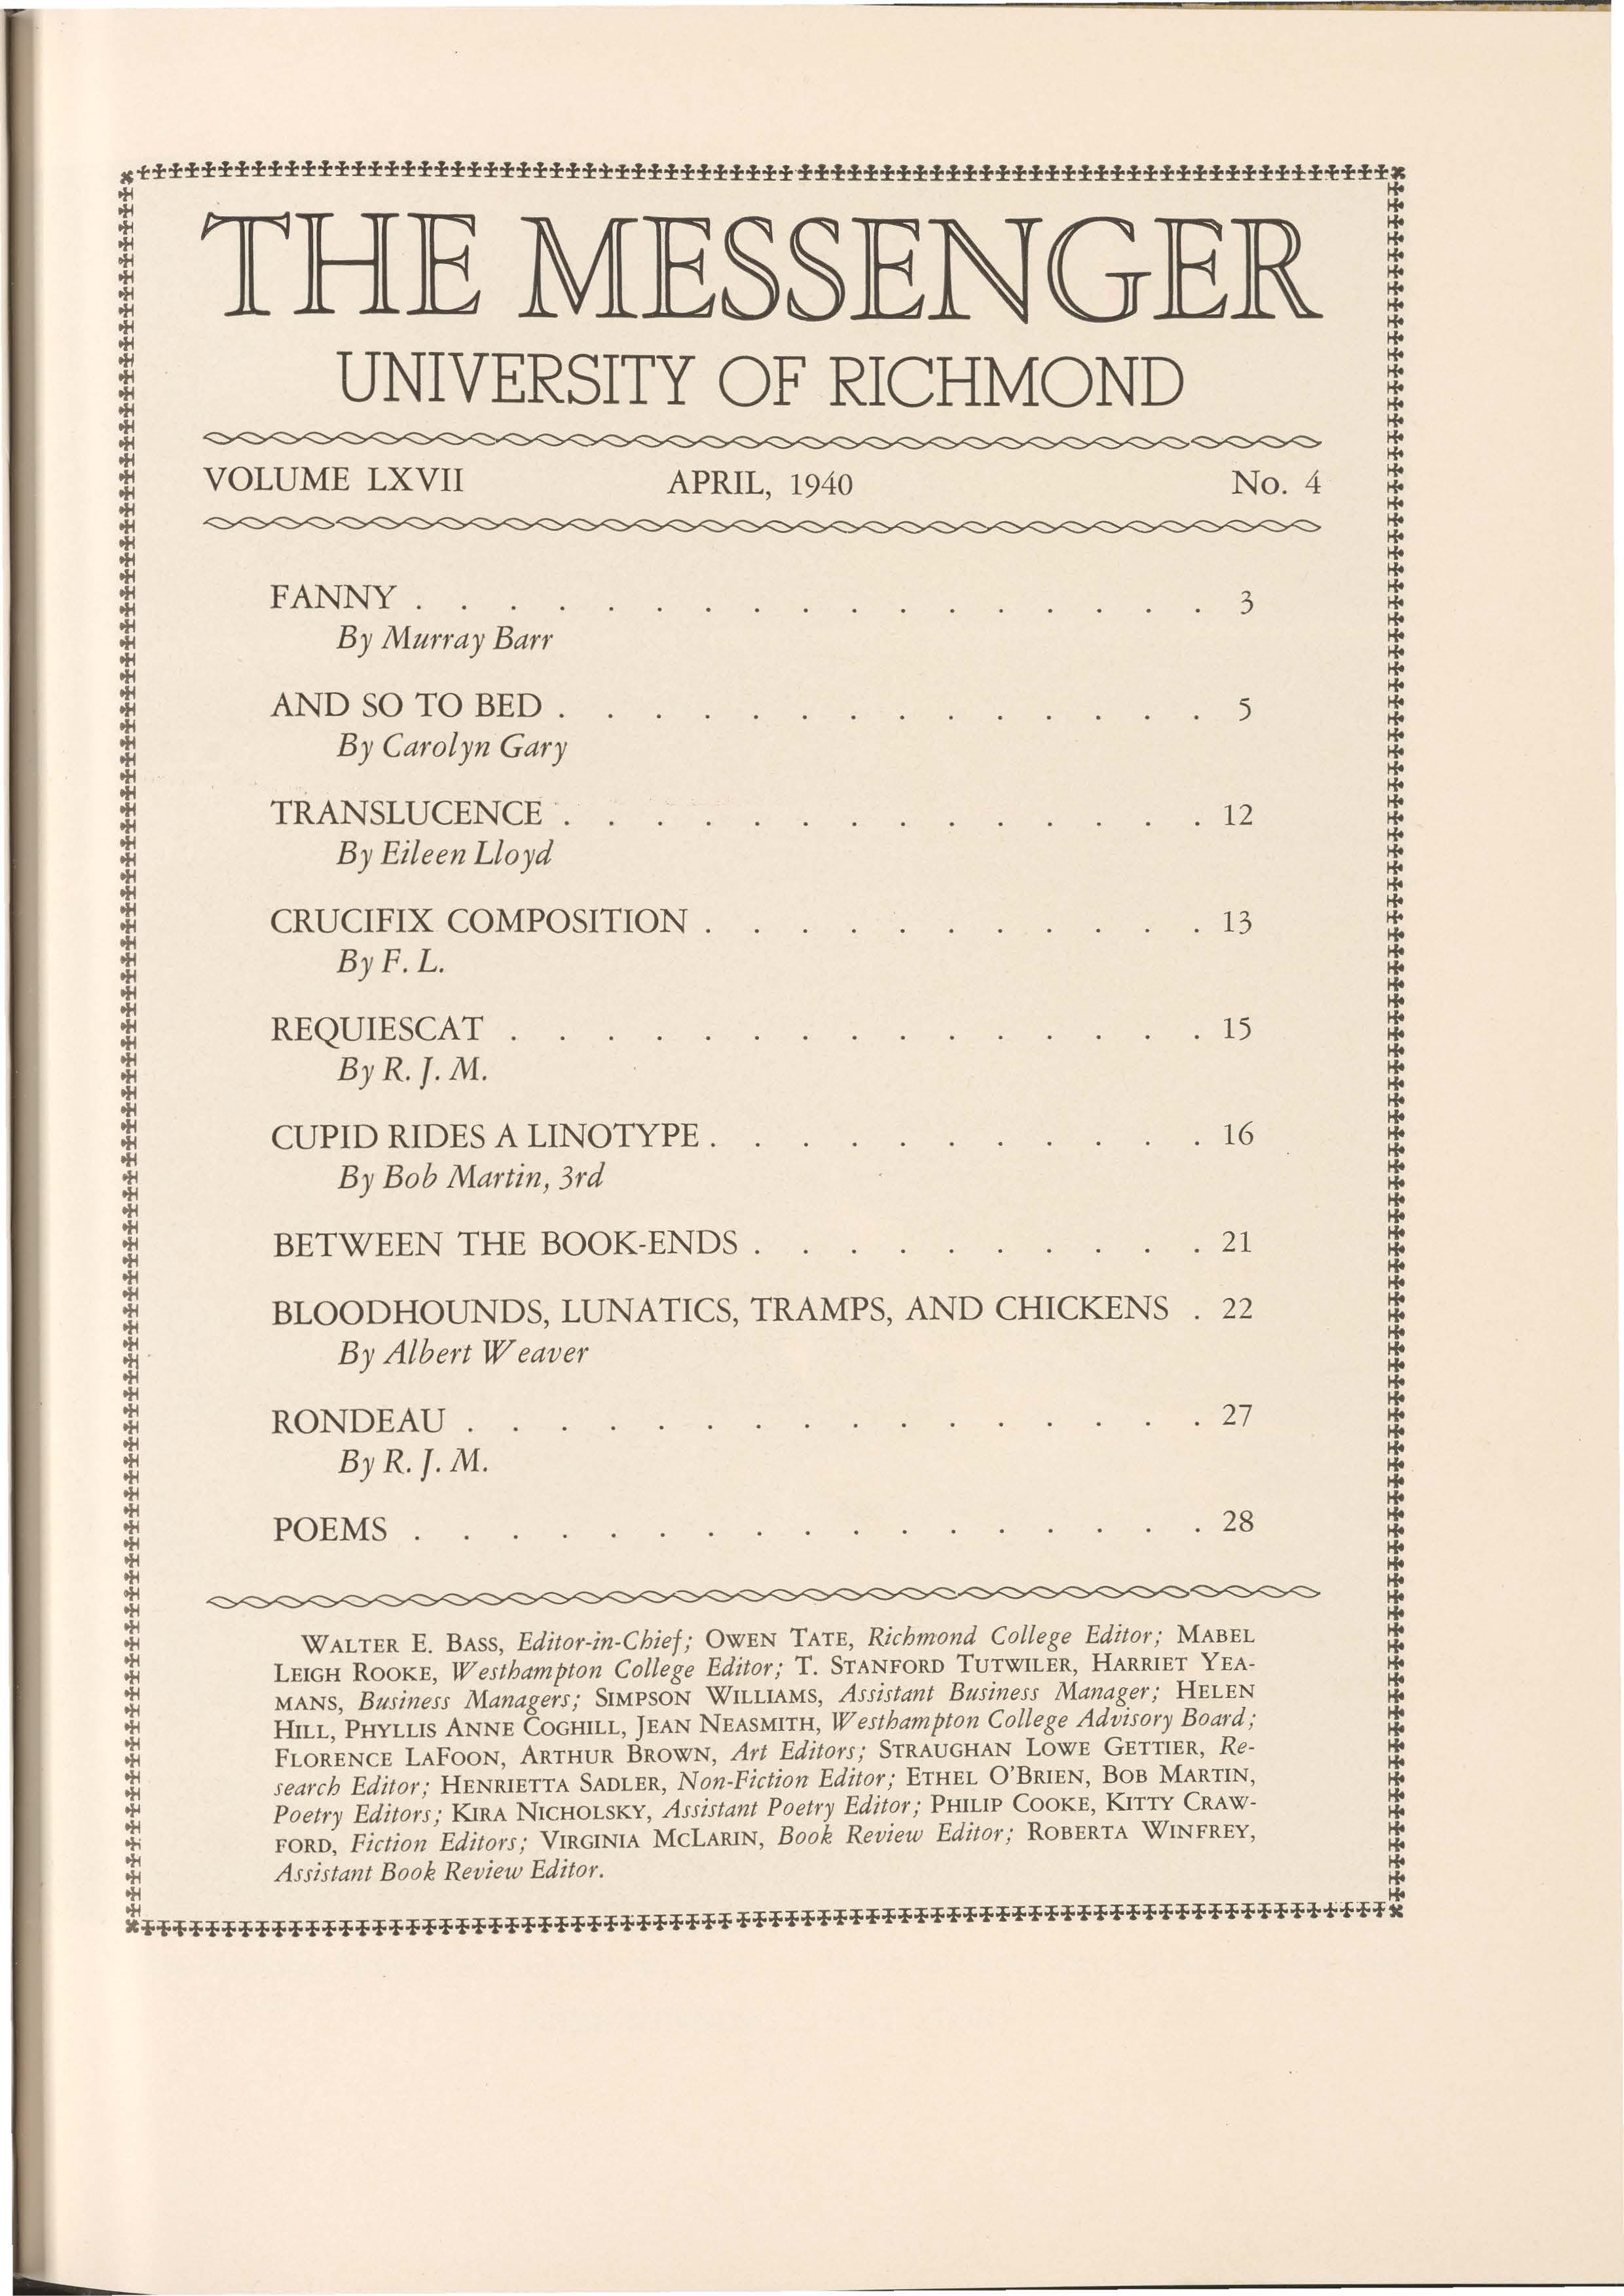 THE MESSENGER
UNIVERSITY OF RICHMOND
VOLUME LXVII APRIL, 1940 No. 4
FANNY . . . . . . . . . . . . . . . . . 3
By Murray Barr
AND SO TO BED . . . . . . . . . . . . . . 5
By Carolyn Gary
TRANSLUCENCE . . . . . . . . . . . . . . 12
By Eileen Lloyd
CRUCIFIX COMPOSITION . . . . . . . . . . . 13
By F. L.
REQUIESCAT . . . . . . . . . . . . . . . 15
By R. J. M.
CUPID RIDES A LINOTYPE . . . . . . . . . . . 16
By Bob Martin, 3rd
BETWEEN THE BOOK-ENDS . . . . . . . . . . 21
BLOODHOUNDS, LUNATICS, TRAMPS, AND CHICKENS . 22
By Albert Weaver
RONDEAU . . . . . . . . . . . . . . . . 27
By R. J. M.
POEMS . . . . . . . . . . . . . . . . . 28
WALTER E. BASS, Editor-in-Chief; OWEN TATE, Richmond College Editor; MABEL
LEIGH ROOKE, Westhampton College Editor; T. STANFORD TUTWILER, HARRIET YEA-
MANS, Business Managers; SIMPSON WILLIAMS, Assistant Business Manager; HELEN
HILL, PHYLLIS ANNE COGHILL, JEAN NEASMITH, Westhampton College Advisory Board;
FLORENCE LAFOON, ARTHUR BROWN, Art Editors; STRAUGHAN LOWE GETTIER, Re-
search Editor; HENRIETTA SADLER, Non-Fiction Editor; ETHEL O'BRIEN, BOB MARTIN,
Poetry Editors; KIRA NICHOLSKY, Assistant Poetry Editor; PHILIP COOKE, KITTY CRAW-
FORD, Fiction Editors; VIRGINIA MCLARIN, Book Review Editor; ROBERTA WINFREY,
Assistant Book Review Editor.